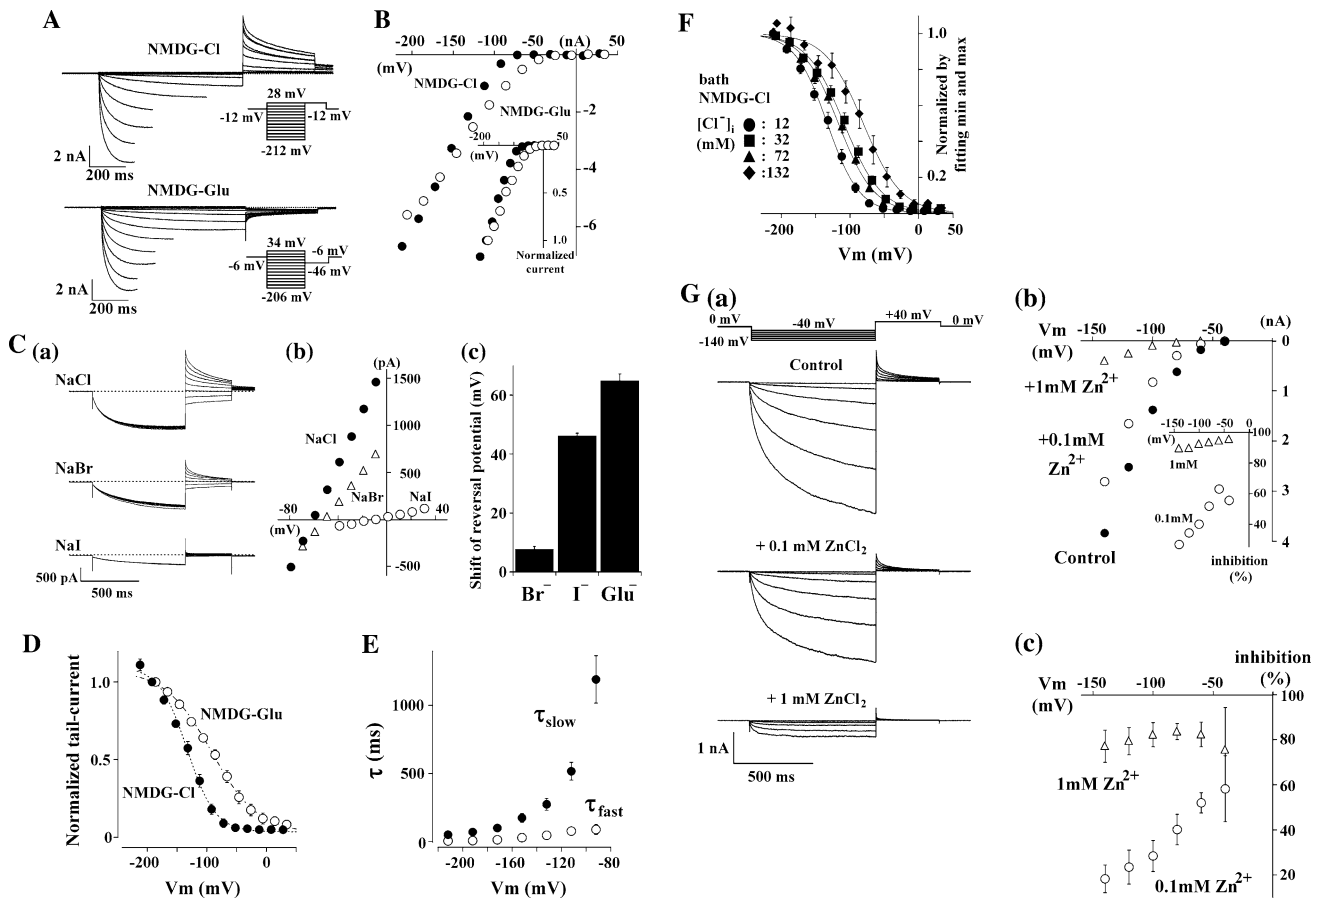 A
NMDG-Cl
28 mV
-12 mV
-12 mV
-212 mV
2 nA
200 ms
NMDG-Glu
34 mV
-6 mV
-6 mV
-46 mV
-206 mV
2 nA
200 ms
B
-200 -150 -100 -50 (nA) 50
(mV)
NMDG-Cl
NMDG-Glu
-2
-4
-6
-200 50
(mV)
0.5
1.0
Normalized
current
C
(a)
NaCl
NaBr
NaI
500 pA
500 ms
(b)
(pA)
1500
1000
500
-500
NaCl
NaBr NaI
-80 40
(mV)
(c)
Shift of reversal potential (mV)
60
40
20
0
Br⁻ I⁻ Glu⁻
D
Normalized tail-current
1.0
0.5
0
NMDG-Glu
NMDG-Cl
-200 -100 0
Vm (mV)
E
τ (ms)
1000
500
0
τslow
τfast
-200 -160 -120 -80
Vm (mV)
F
bath
NMDG-Cl
[Cl⁻]i
(mM)
: 12
: 32
: 72
:132
1.0
0.2
Normalized by
fitting min and max
-200 -150 -100 -50 0 50
Vm (mV)
G
(a)
0 mV -40 mV +40 mV 0 mV
-140 mV
Control
+ 0.1 mM ZnCl₂
+ 1 mM ZnCl₂
1 nA
500 ms
(b)
Vm -150 -100 -50 (nA)
(mV)
0
1
2
3
4
+1mM Zn²⁺
+0.1mM
Zn²⁺
Control
-150 -100 -50 0
(mV)
100
80
60
40
1mM
0.1mM
inhibition
(%)
(c)
inhibition
(%)
Vm -150 -100 -50
(mV)
100
80
60
40
20
1mM Zn²⁺
0.1mM Zn²⁺